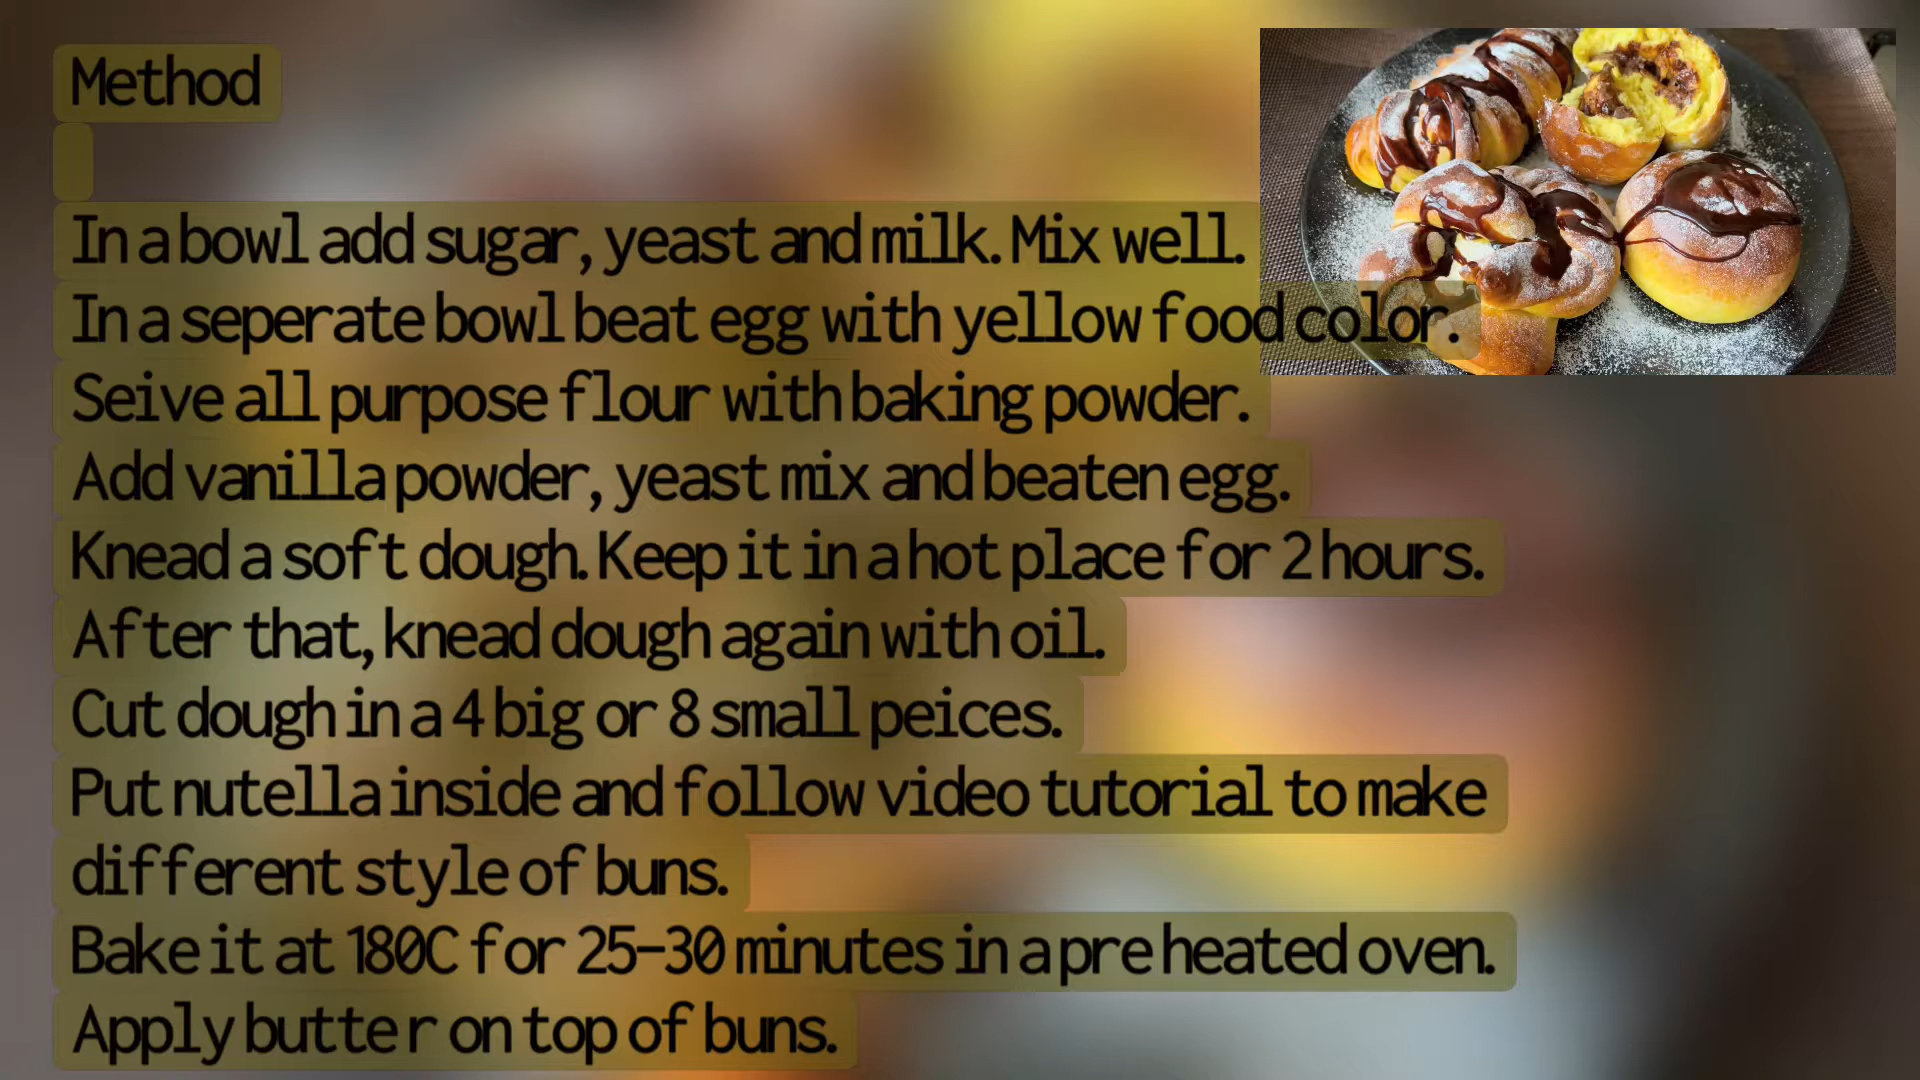 Method
In a bowl add sugar, yeast and milk. Mix well.
In a seperate bowl beat egg with yellow food color.
Seive all purpose flour with baking powder.
Add vanilla powder, yeast mix and beaten egg.
Knead a soft dough. Keep it in a hot place for 2 hours.
After that, knead dough again with oil.
Cut dough in a 4 big or 8 small peices.
Put nutella inside and follow video tutorial to make
different style of buns.
Bake it at 180C for 25-30 minutes in a pre heated oven.
Apply butter on top of buns.